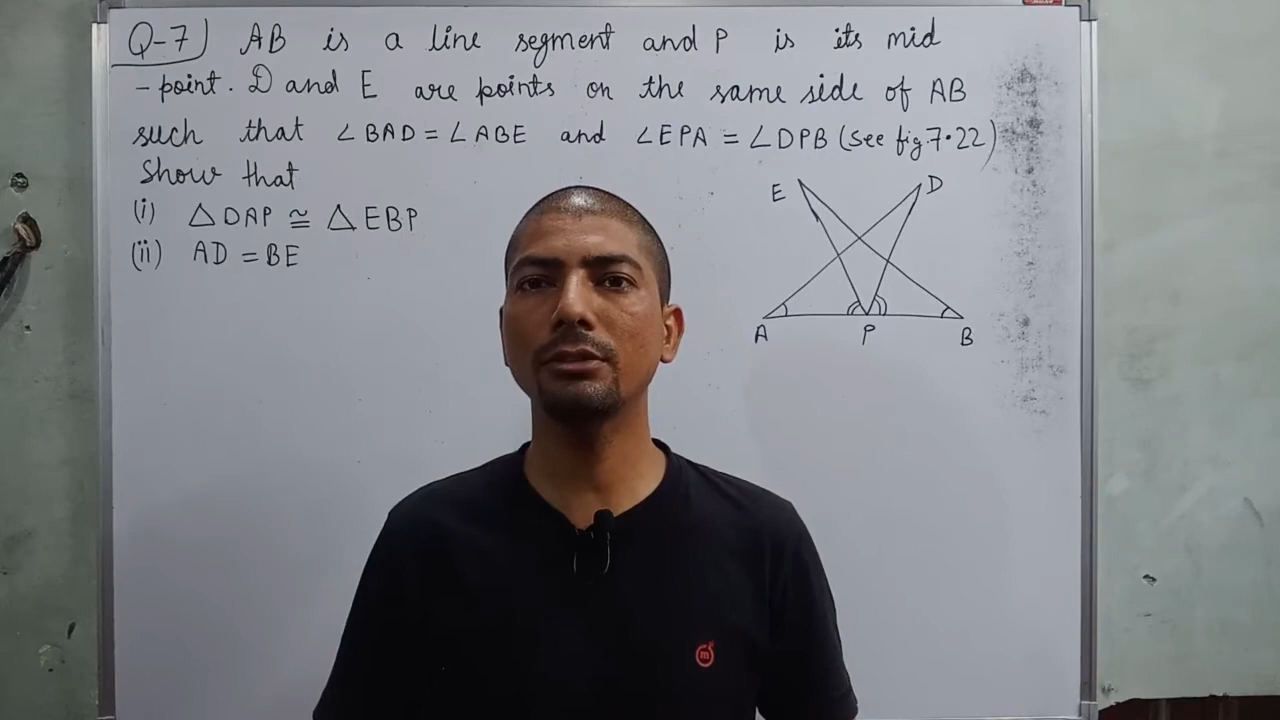 Q-7) AB is a line segment and P is its mid
-point. D and E are points on the same side of AB
such that ∠BAD = ∠ABE and ∠EPA = ∠DPB (see fig 7.22)
Show that
(i) △DAP ≅ △EBP
(ii) AD = BE
E D
A P B
m